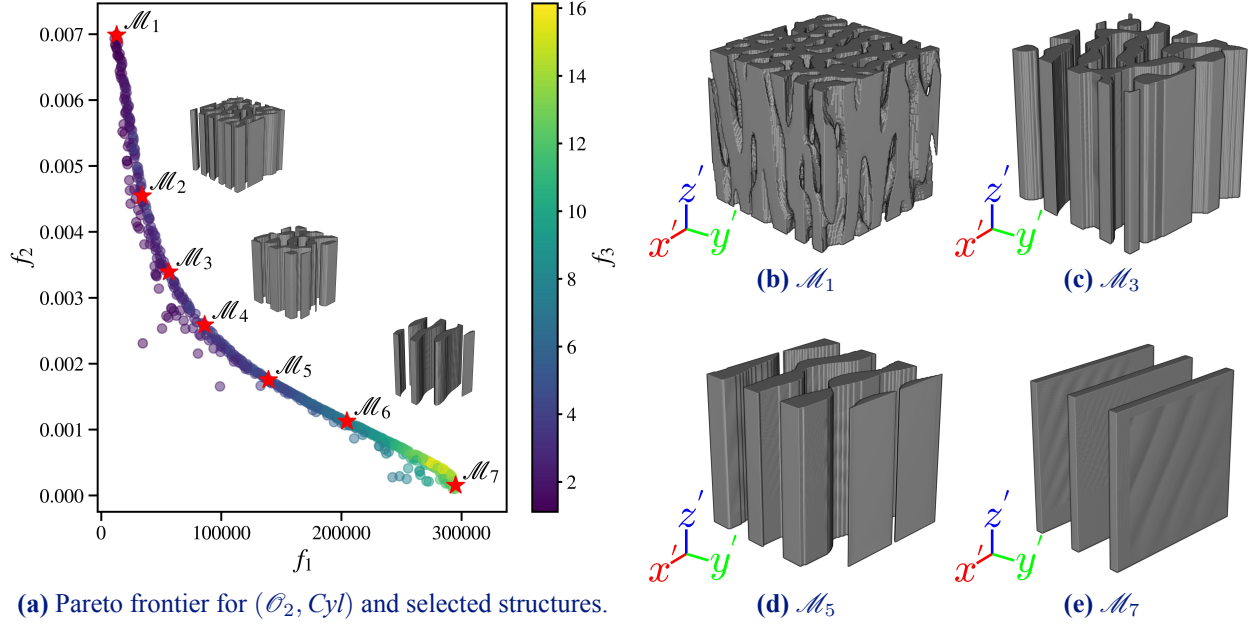 0.007
0.006
0.005
0.004
0.003
0.002
0.001
0.000
f₂
0
100000
200000
300000
f₁
ℳ₁
ℳ₂
ℳ₃
ℳ₄
ℳ₅
ℳ₆
ℳ₇
16
14
12
10
8
6
4
2
f₃
(a) Pareto frontier for (𝒪₂, Cyl) and selected structures.
z′
x′ y′
(b) ℳ₁
z′
x′ y′
(c) ℳ₃
z′
x′ y′
(d) ℳ₅
z′
x′ y′
(e) ℳ₇